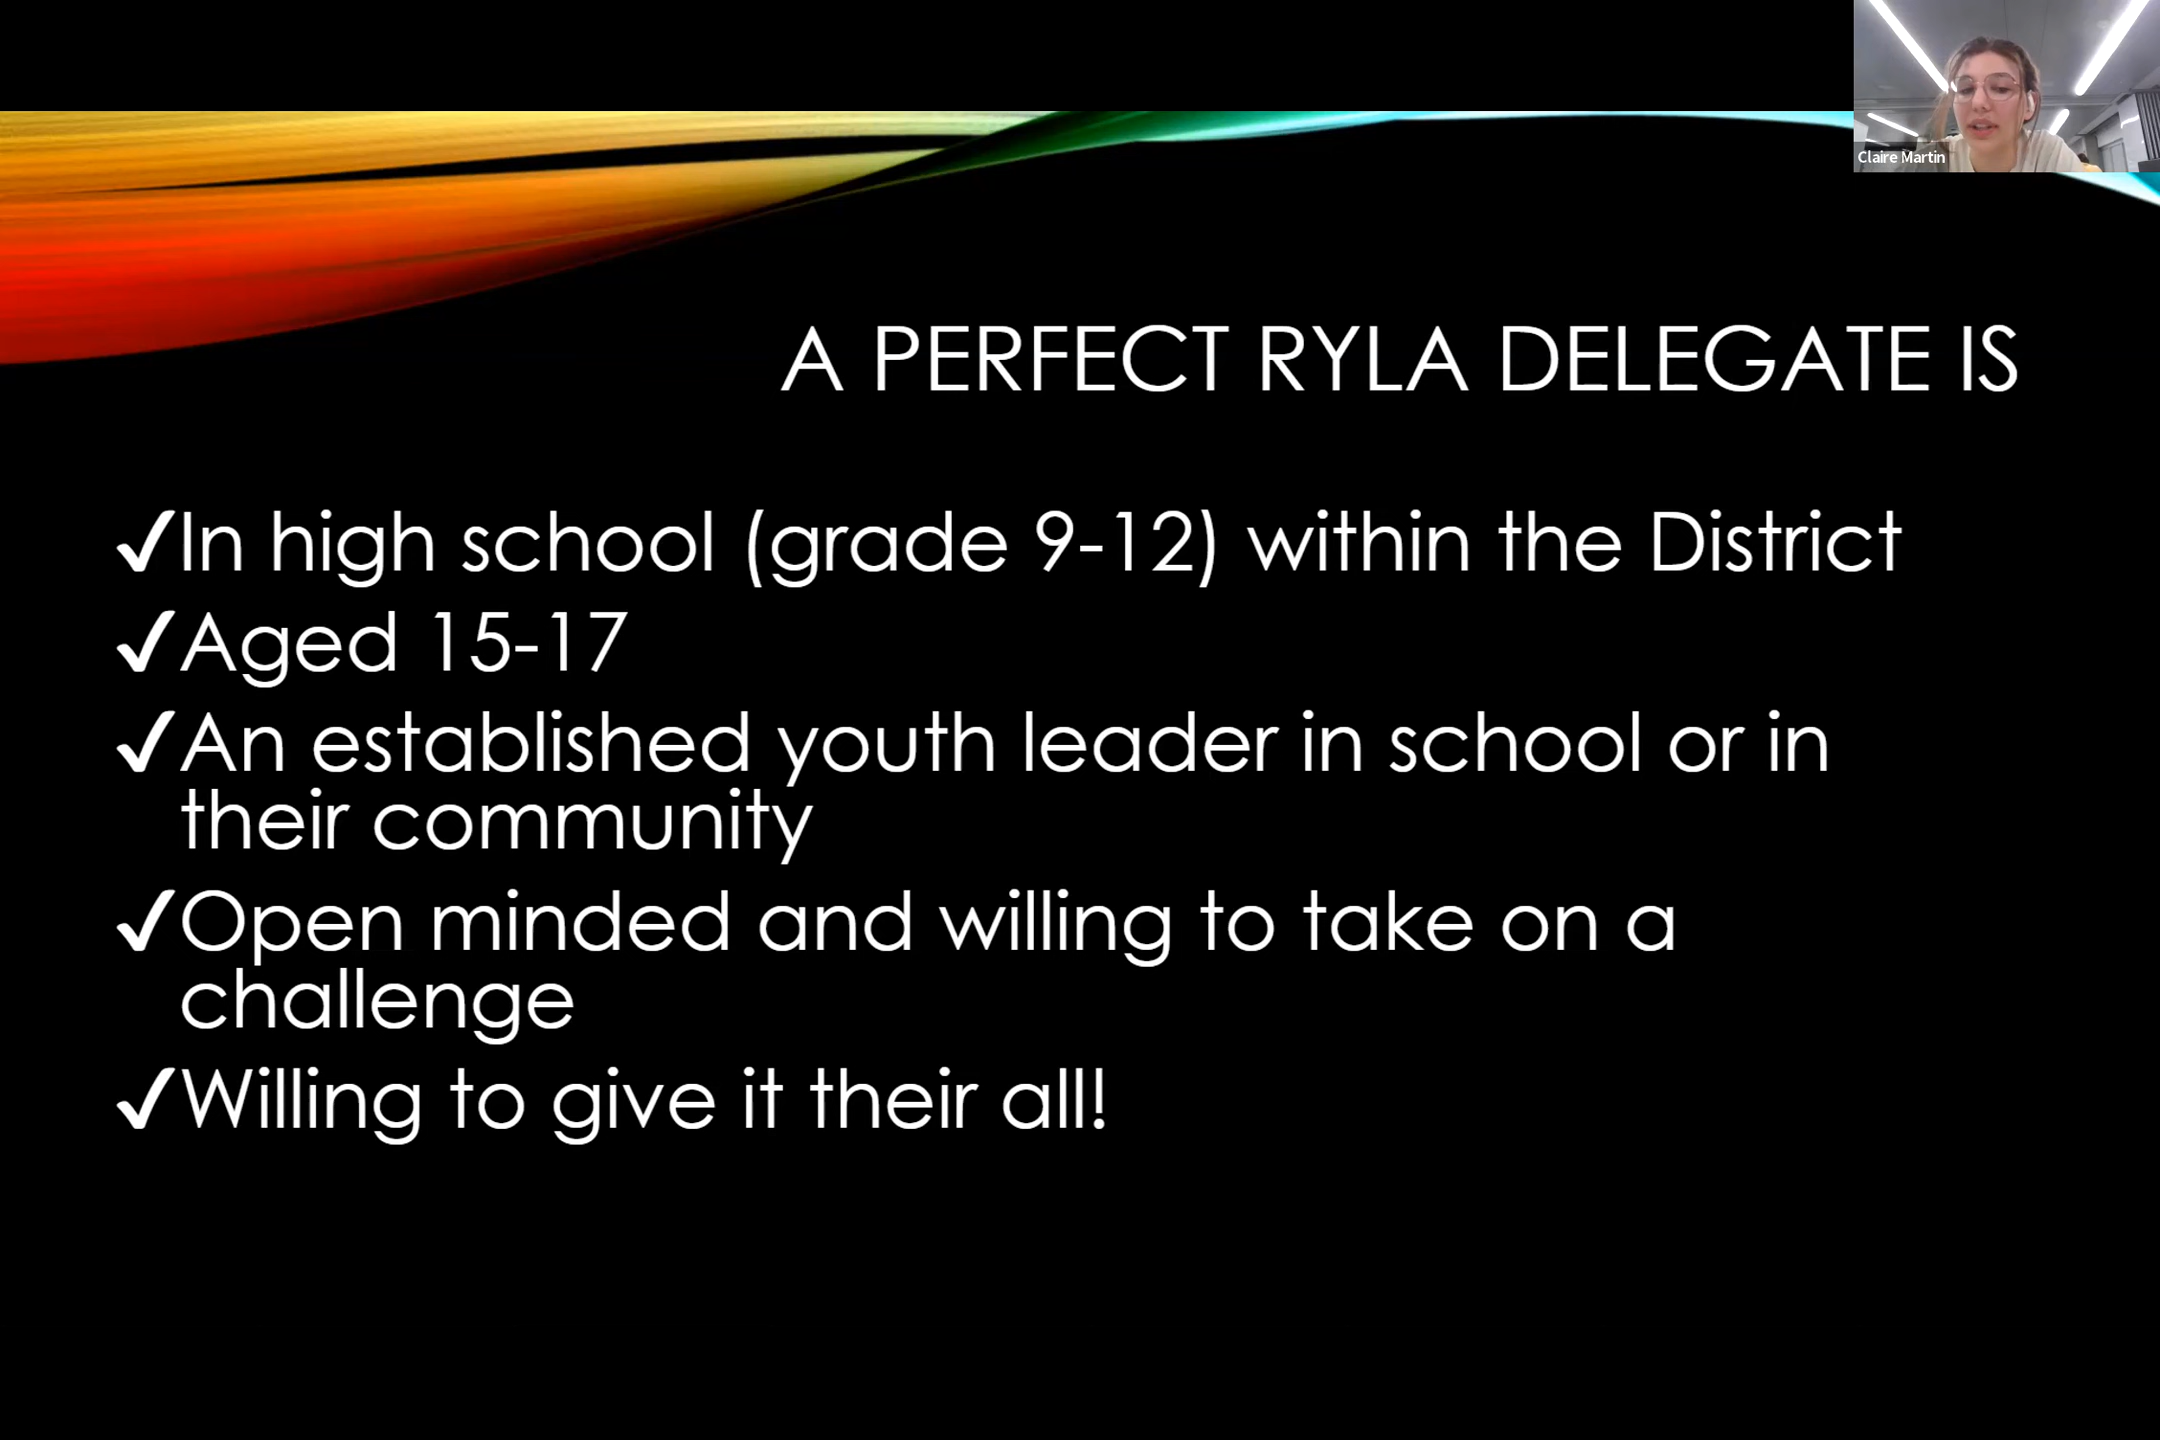 Claire Martin
A PERFECT RYLA DELEGATE IS
✓In high school (grade 9-12) within the District
✓Aged 15-17
✓An established youth leader in school or in
their community
✓Open minded and willing to take on a
challenge
✓Willing to give it their all!